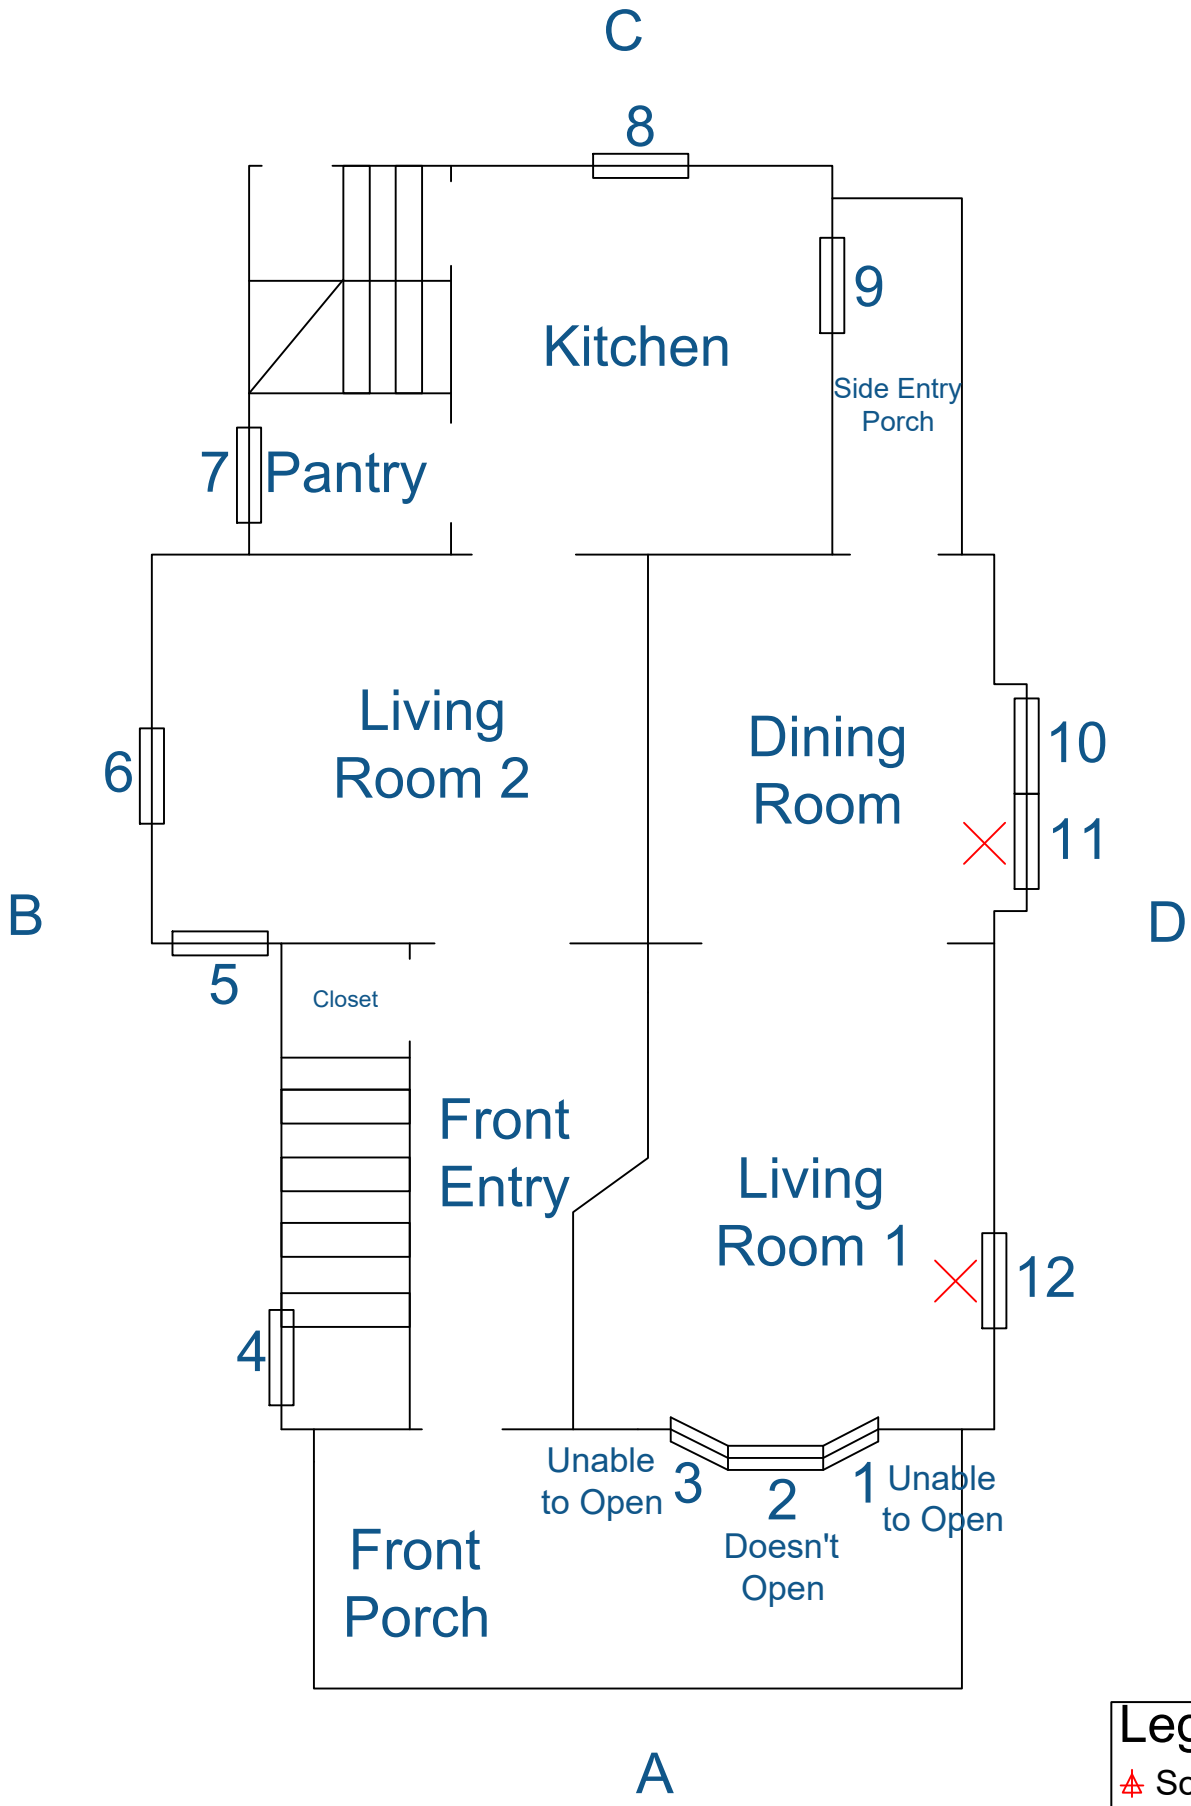 C
8
9
Kitchen
Side Entry
Porch
7
Pantry
Living
Room 2
Dining
Room
10
6
11
B
D
5
Closet
Front
Entry
Living
Room 1
12
4
Unable
to Open
3
2
1
Unable
to Open
Doesn't
Open
Front
Porch
A